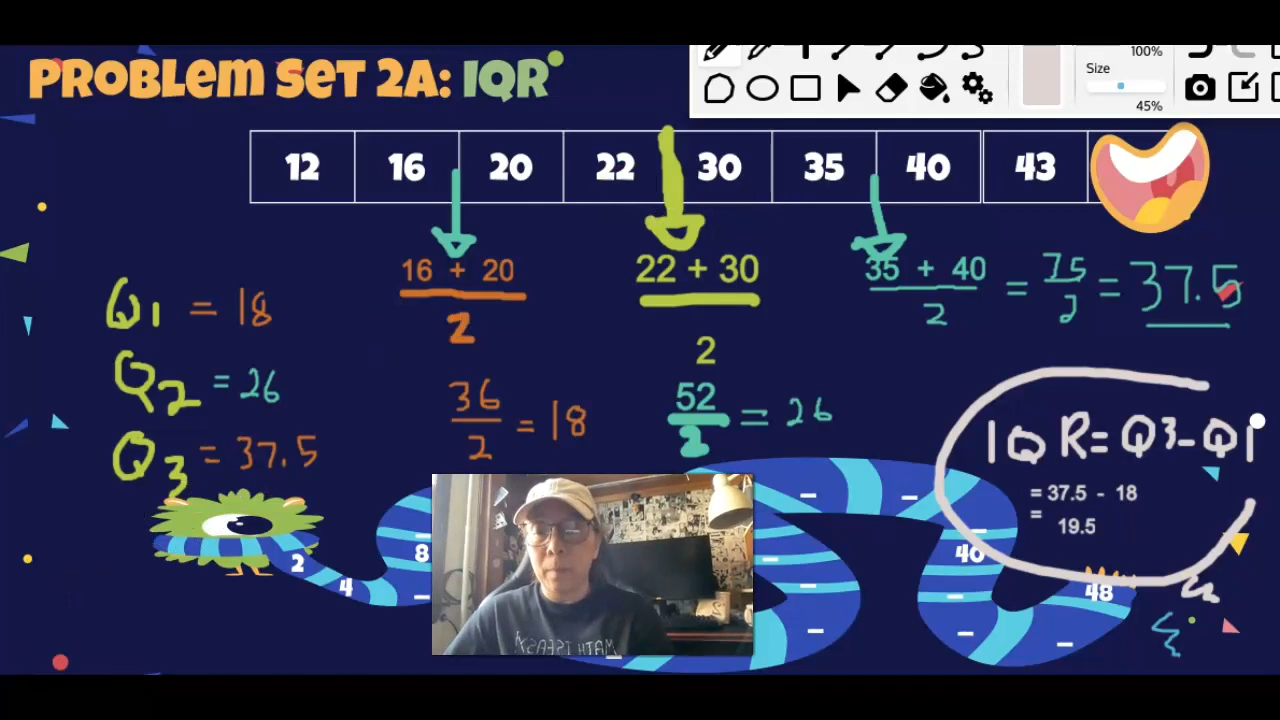 PROBLEM SET 2A: IQR
100%
Size
45%
12 16 20 22 30 35 40 43
16 + 20
2
36
2
= 18
22 + 30
2
52
2
= 26
35 + 40
2
= 75
2
= 37.5
Q1 = 18
Q2 = 26
Q3 = 37.5
IQR = Q3 - Q1
= 37.5 - 18
=
19.5
2
4
8
40
48
MATH